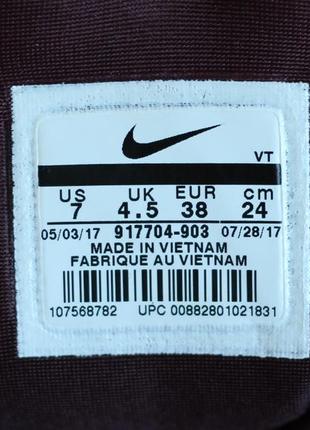 VT
US UK EUR cm
7 4.5 38 24
05/03/17 917704-903 07/28/17
MADE IN VIETNAM
FABRIQUE AU VIETNAM
107568782 UPC 00882801021831